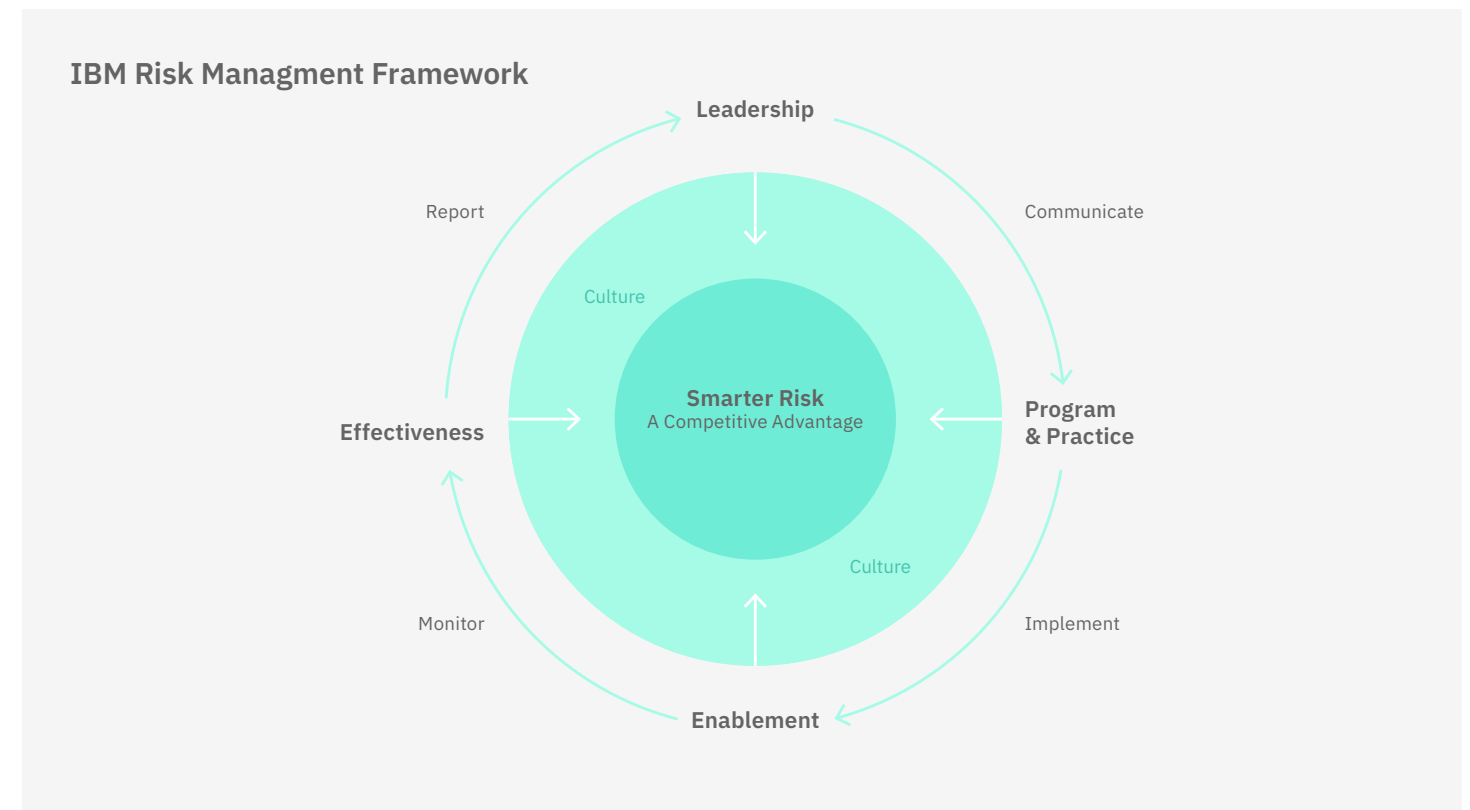 IBM Risk Managment Framework
Leadership
Report
Communicate
Culture
Smarter Risk
A Competitive Advantage
Effectiveness
Program
& Practice
Culture
Monitor
Implement
Enablement